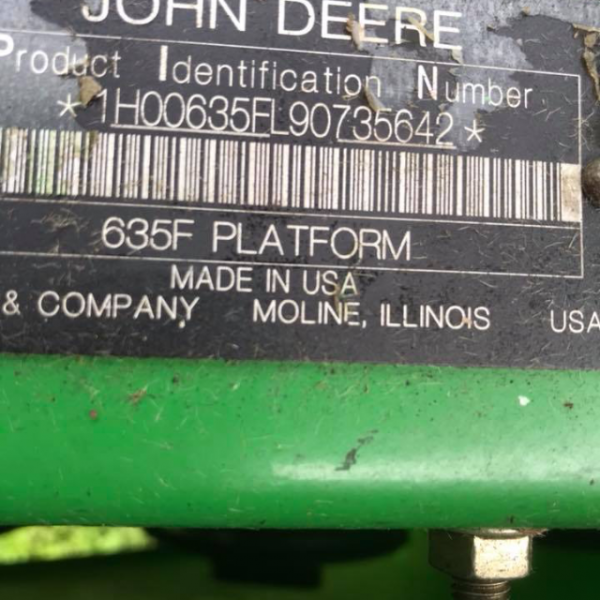 JOHN DEERE
Product Identification Number
*1H00635FL90735642*
635F PLATFORM
MADE IN USA
& COMPANY MOLINE, ILLINOIS USA